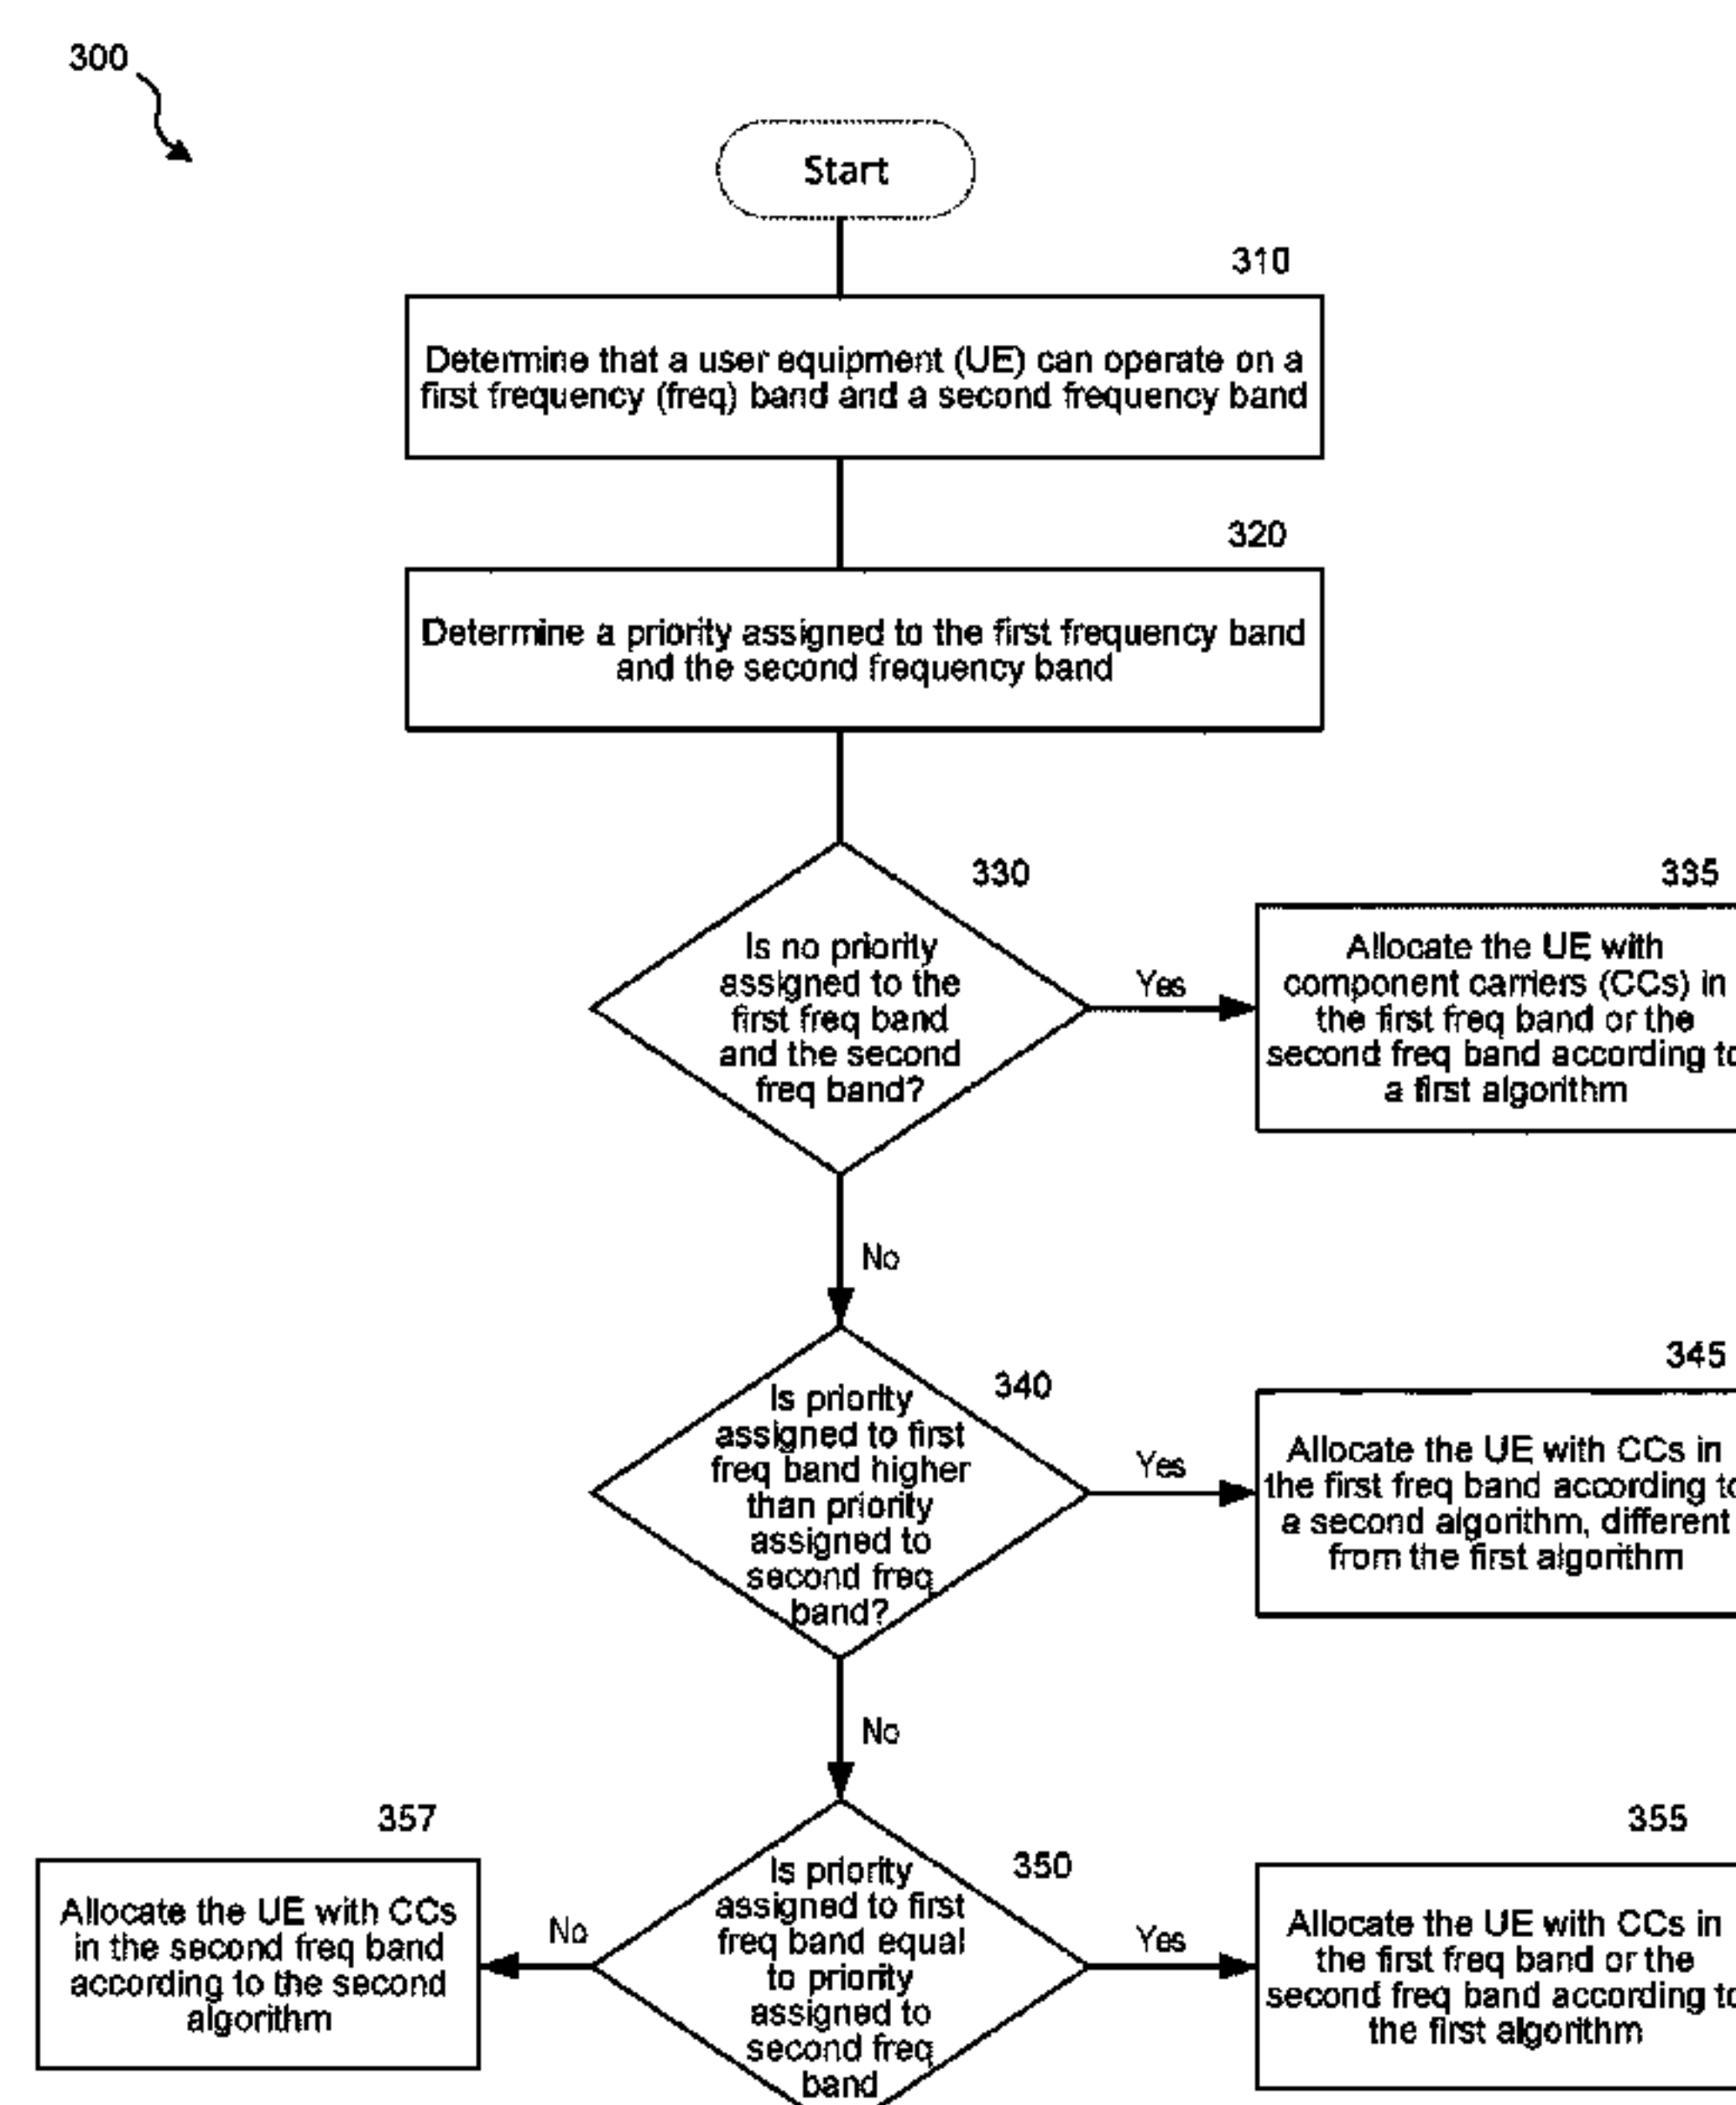 300
Start
310
Determine that a user equipment (UE) can operate on a
first frequency (freq) band and a second frequency band
320
Determine a priority assigned to the first frequency band
and the second frequency band
330
Is no priority
assigned to the
first freq band
and the second
freq band?
Yes
335
Allocate the UE with
component carriers (CCs) in
the first freq band or the
second freq band according to
a first algorithm
No
340
Is priority
assigned to first
freq band higher
than priority
assigned to
second freq
band?
Yes
345
Allocate the UE with CCs in
the first freq band according to
a second algorithm, different
from the first algorithm
No
357
Allocate the UE with CCs
in the second freq band
according to the second
algorithm
No
350
Is priority
assigned to first
freq band equal
to priority
assigned to
second freq
band
Yes
355
Allocate the UE with CCs in
the first freq band or the
second freq band according to
the first algorithm